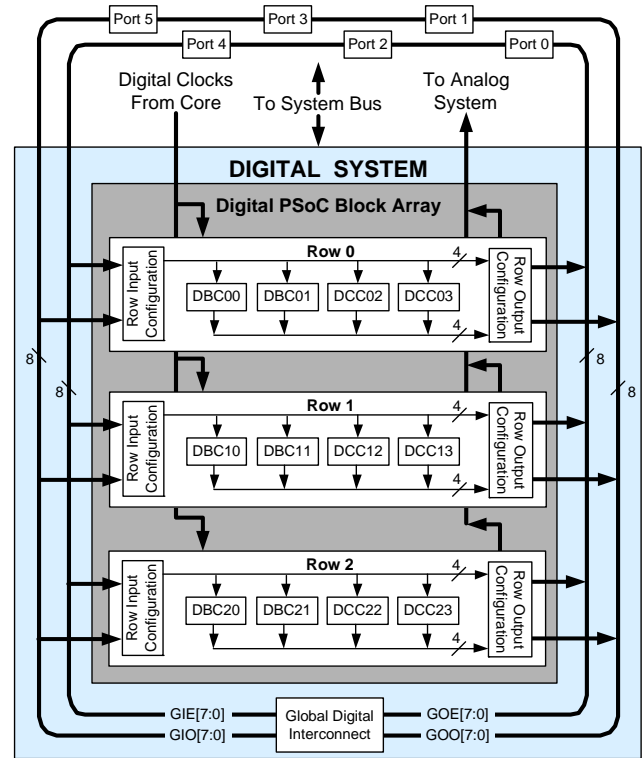 Port 5
Port 3
Port 1
Port 4
Port 2
Port 0
Digital Clocks
From Core
To System Bus
To Analog
System
DIGITAL SYSTEM
Digital PSoC Block Array
Row 0
4
Row Input
Configuration
DBC00
DBC01
DCC02
DCC03
4
Row Output
Configuration
8
8
8
8
Row 1
4
Row Input
Configuration
DBC10
DBC11
DCC12
DCC13
4
Row Output
Configuration
Row 2
4
Row Input
Configuration
DBC20
DBC21
DCC22
DCC23
4
Row Output
Configuration
GIE[7:0]
GIO[7:0]
Global Digital
Interconnect
GOE[7:0]
GOO[7:0]